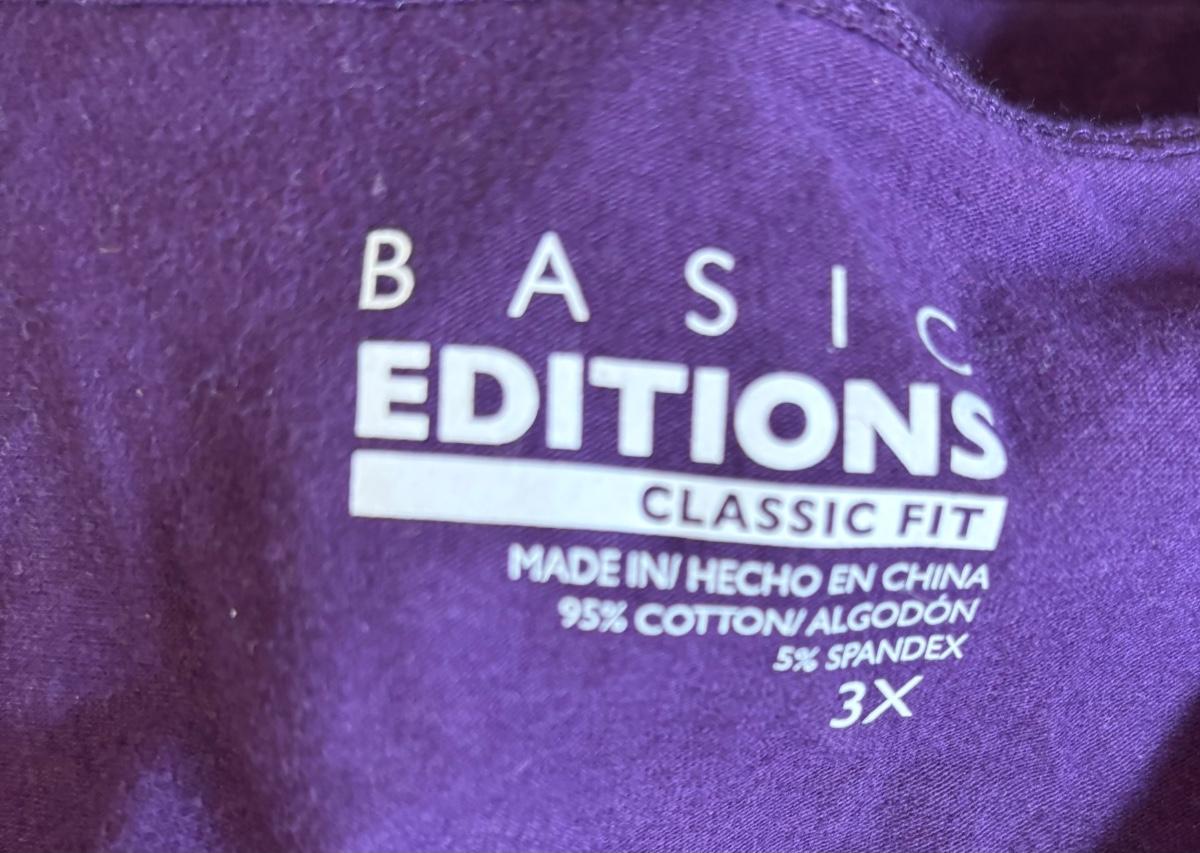 BASIC
EDITIONS
CLASSIC FIT
MADE IN/ HECHO EN CHINA
95% COTTON/ ALGODÓN
5% SPANDEX
3X